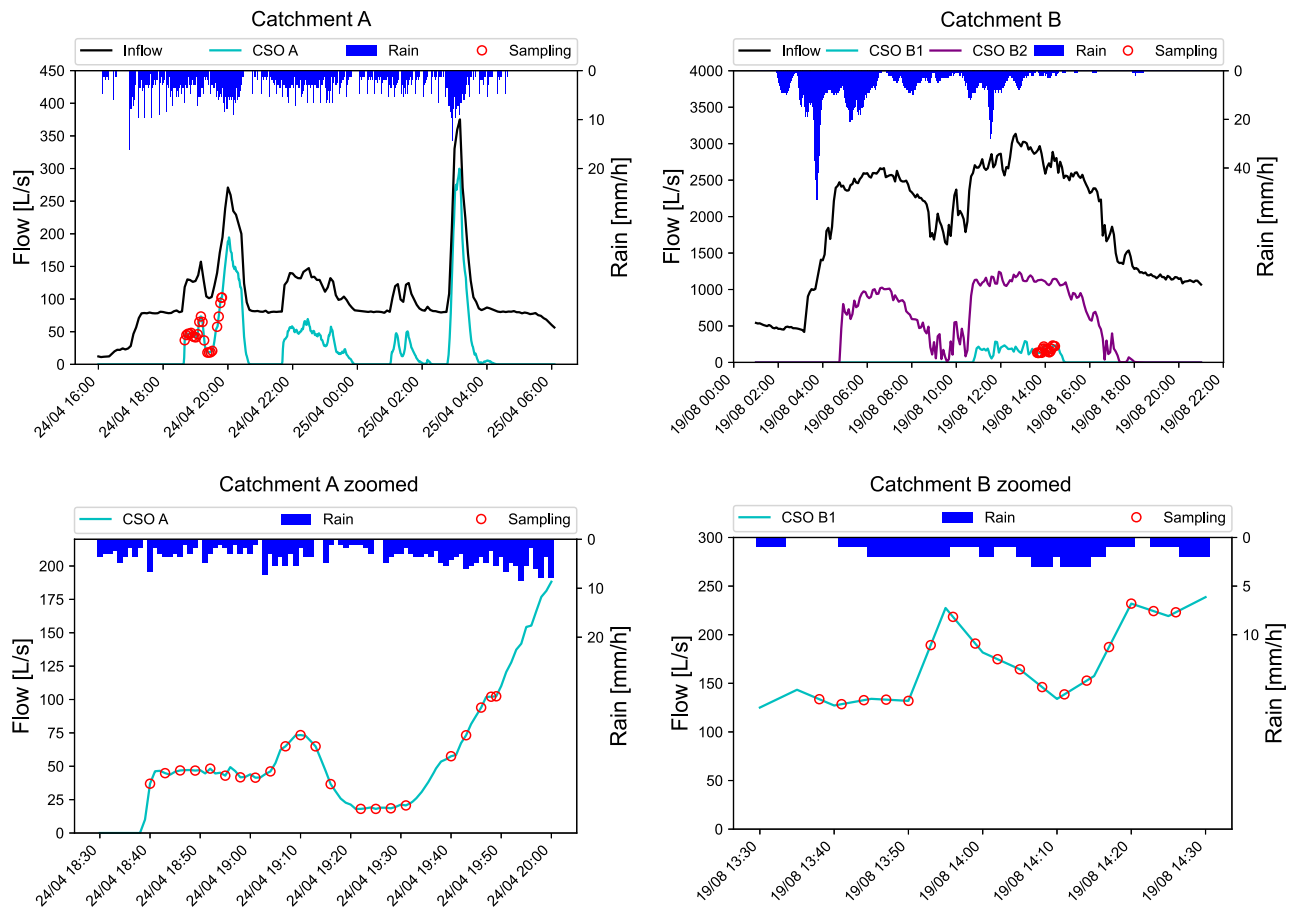 Catchment A
Inflow CSO A Rain Sampling
450 400 350 300 250 200 150 100 50 0
Flow [L/s]
0 10 20
Rain [mm/h]
24/04 16:00 24/04 18:00 24/04 20:00 24/04 22:00 25/04 00:00 25/04 02:00 25/04 04:00 25/04 06:00
Catchment B
Inflow CSO B1 CSO B2 Rain Sampling
4000 3500 3000 2500 2000 1500 1000 500 0
Flow [L/s]
0 20 40
Rain [mm/h]
19/08 00:00 19/08 02:00 19/08 04:00 19/08 06:00 19/08 08:00 19/08 10:00 19/08 12:00 19/08 14:00 19/08 16:00 19/08 18:00 19/08 20:00 19/08 22:00
Catchment A zoomed
CSO A Rain Sampling
200 175 150 125 100 75 50 25 0
Flow [L/s]
0 10 20
Rain [mm/h]
24/04 18:30 24/04 18:40 24/04 18:50 24/04 19:00 24/04 19:10 24/04 19:20 24/04 19:30 24/04 19:40 24/04 19:50 24/04 20:00
Catchment B zoomed
CSO B1 Rain Sampling
300 250 200 150 100 50 0
Flow [L/s]
0 5 10
Rain [mm/h]
19/08 13:30 19/08 13:40 19/08 13:50 19/08 14:00 19/08 14:10 19/08 14:20 19/08 14:30